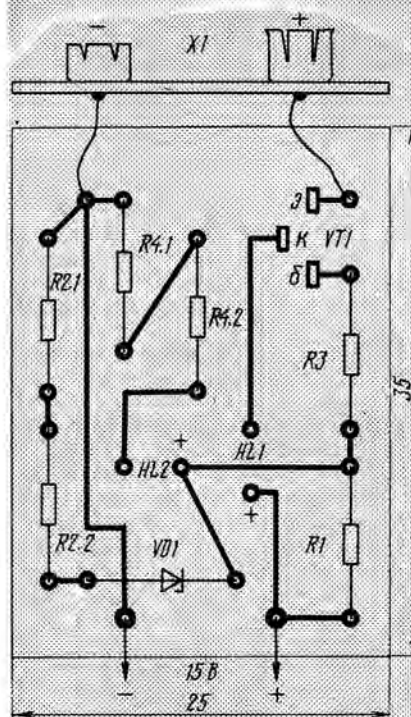 - +
X1
э
R4.1 к VT1
R2.1 б
R4.2
R3
35
+ HL1
HL2
+
R2.2 VD1 R1
15 В
- +
25